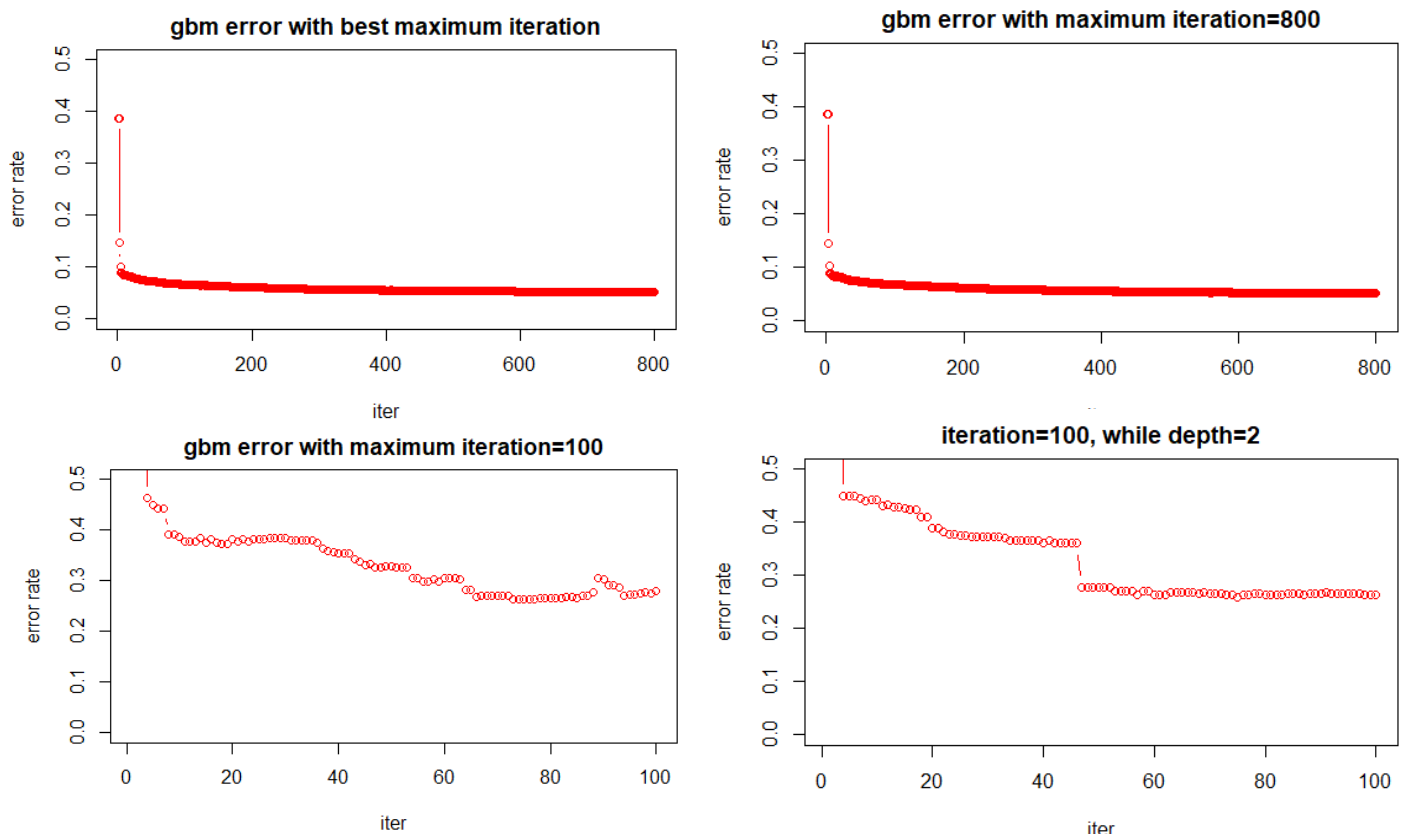 gbm error with best maximum iteration
error rate
0.5
0.4
0.3
0.2
0.1
0.0
0 200 400 600 800
iter
gbm error with maximum iteration=800
error rate
0.5
0.4
0.3
0.2
0.1
0.0
0 200 400 600 800
gbm error with maximum iteration=100
error rate
0.5
0.4
0.3
0.2
0.1
0.0
0 20 40 60 80 100
iter
iteration=100, while depth=2
error rate
0.5
0.4
0.3
0.2
0.1
0.0
0 20 40 60 80 100
iter